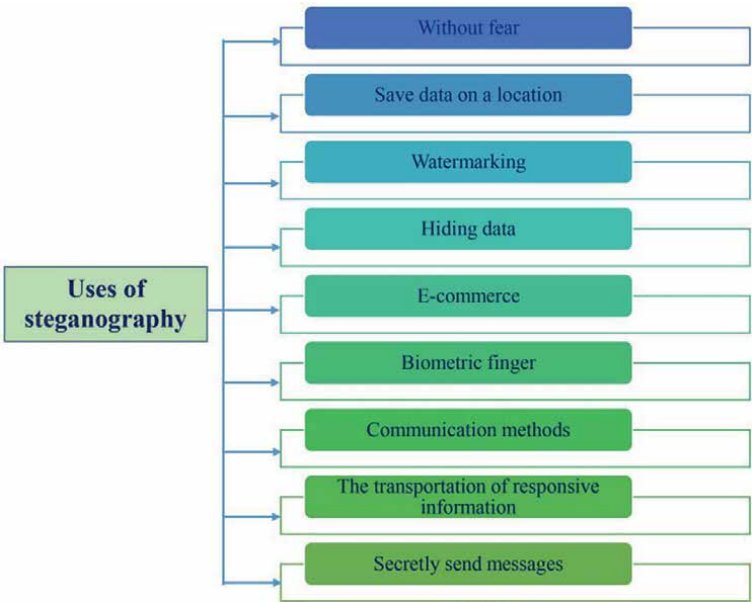 Uses of
steganography
Without fear
Save data on a location
Watermarking
Hiding data
E-commerce
Biometric finger
Communication methods
The transportation of responsive
information
Secretly send messages